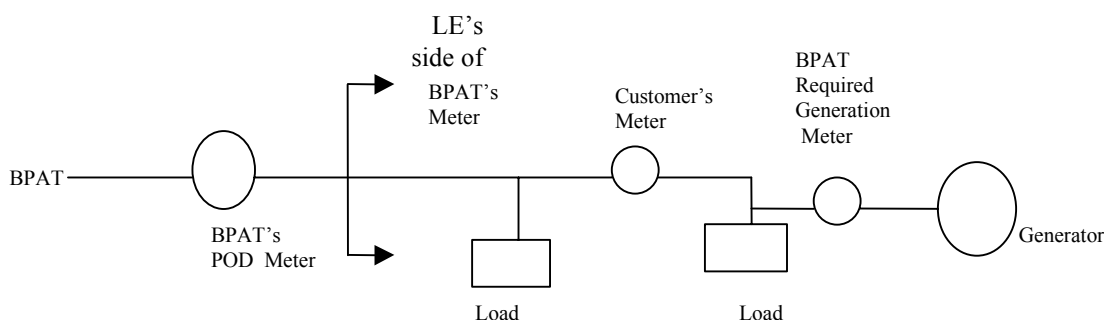 LE's
side of
BPAT's
Meter
Customer's
Meter
BPAT
Required
Generation
Meter
BPAT
BPAT's
POD Meter
Generator
Load
Load